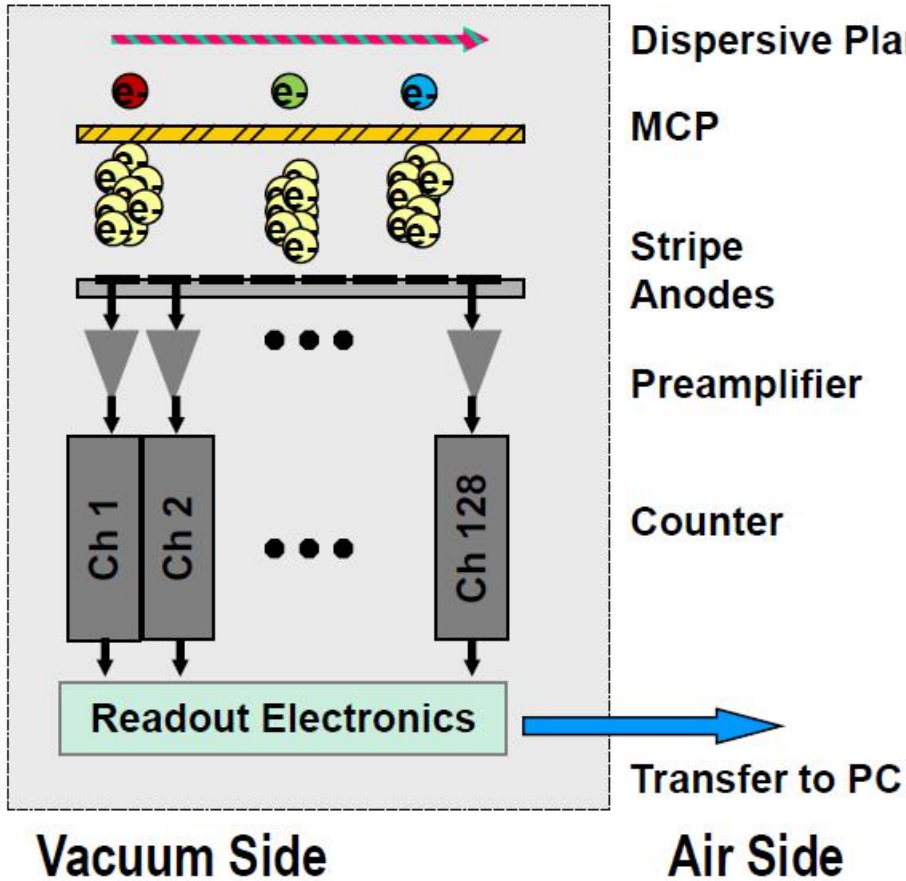 Dispersive Pla
e- e- e-
MCP
e- e- e- e- e- e- e- e-
e- e- e- e- e-
e- e- e- e- e- e-
Stripe
Anodes
Preamplifier
Ch 1 Ch 2 Ch 128
Counter
Readout Electronics
Transfer to PC
Vacuum Side Air Side